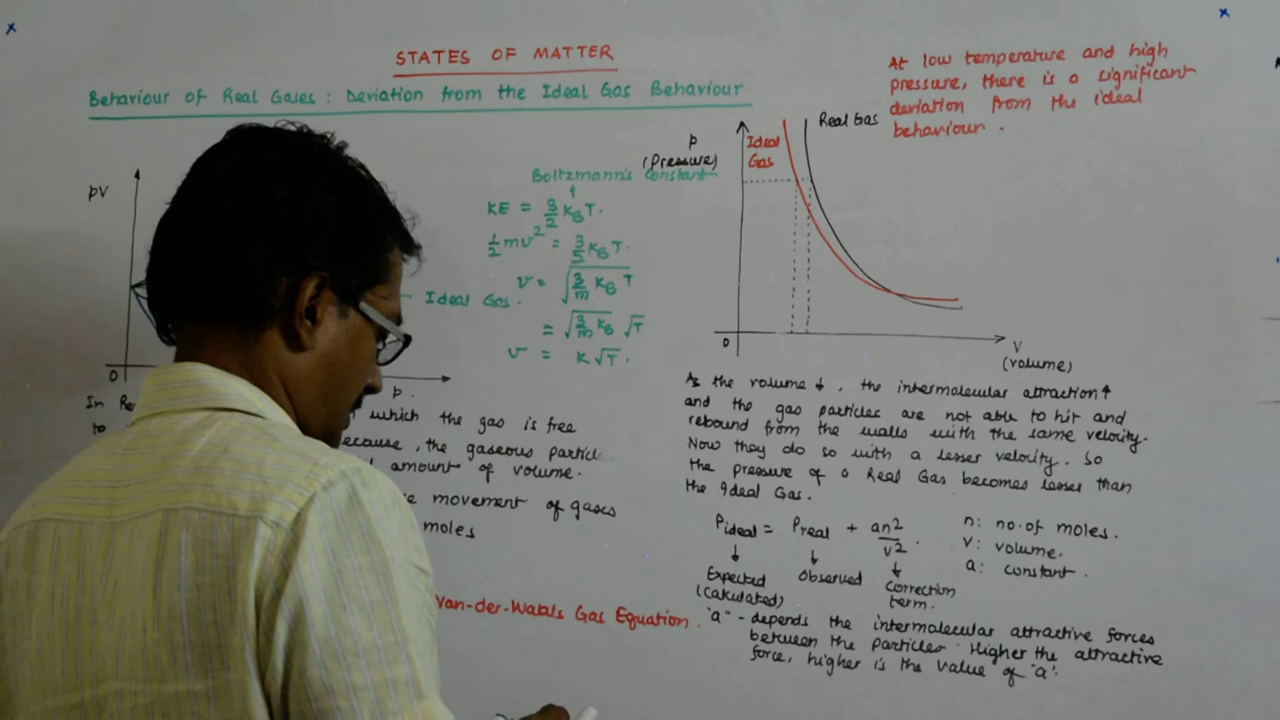 STATES OF MATTER
Behaviour of Real Gases : Deviation from the Ideal Gas Behaviour
At low temperature and high
pressure, there is a significant
deviation from the ideal
behaviour .
pV
0
p .
Ideal Gas .
Boltzmann's constant
↑
KE = 3/2 K_B T .
1/2 mv² = 3/2 K_B T .
v = √(3/m K_B T)
= √(3/m K_B) √T
v = K √T .
p
(Pressure)
Ideal
Gas
Real Gas
0
V
(volume)
In Re
to
which the gas is free
ecause , the gaseous particle
amount of volume .
movement of gases
moles
Van-der-Waals Gas Equation .
As the volume ↓ , the intermolecular attraction ↑
and the gas particles are not able to hit and
rebound from the walls with the same velocity.
Now they do so with a lesser velocity . So
the pressure of a Real Gas becomes lesser than
the Ideal Gas .
P ideal = P real + an²/V² .
↓ ↓ ↓
Expected Observed Correction
(calculated) term .
n : no. of moles .
V : volume .
a : constant .
"a" - depends the intermolecular attractive forces
between the particles . Higher the attractive
force, higher is the value of 'a' .